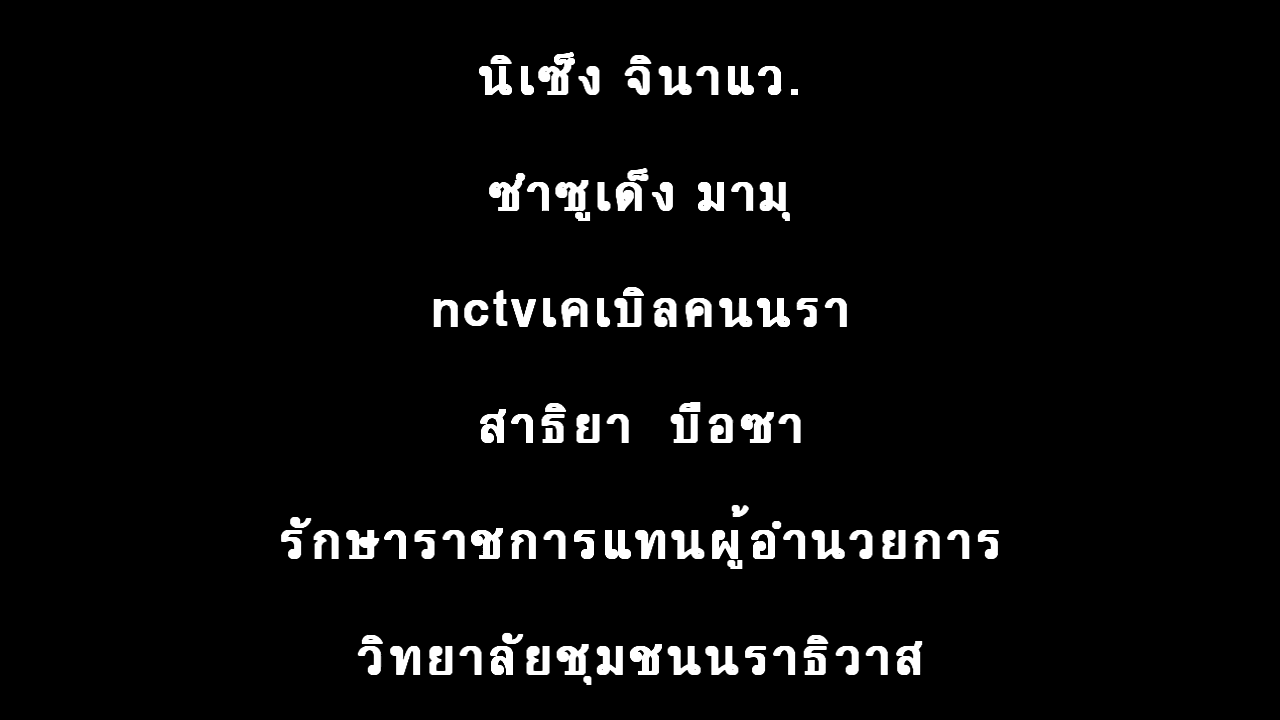 นิเซ็ง จินาแว.
ซำซูเด็ง มามุ
nctvเคเบิลคนนรา
สาธิยา บือซา
รักษาราชการแทนผู้อำนวยการ
วิทยาลัยชุมชนนราธิวาส